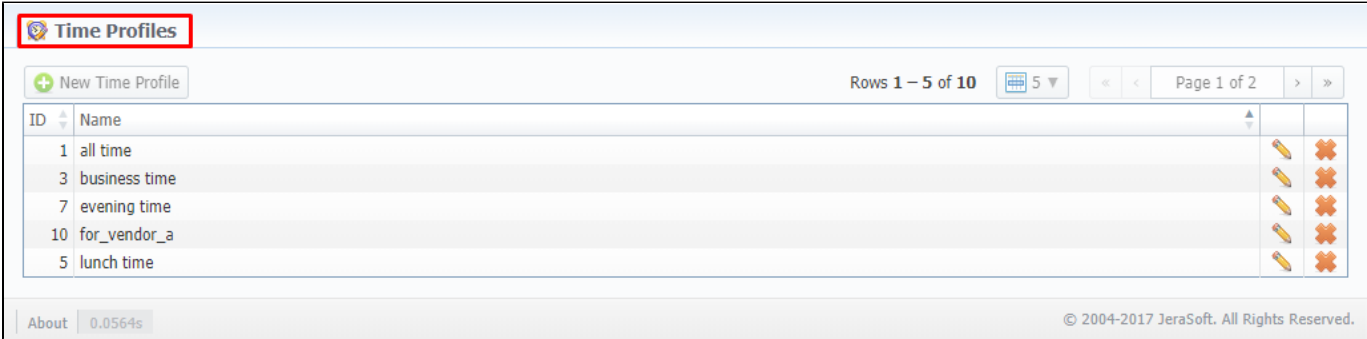 Time Profiles
New Time Profile Rows 1 – 5 of 10 5 ▼ « ‹ Page 1 of 2 › »
ID Name
1 all time
3 business time
7 evening time
10 for_vendor_a
5 lunch time
About 0.0564s © 2004-2017 JeraSoft. All Rights Reserved.